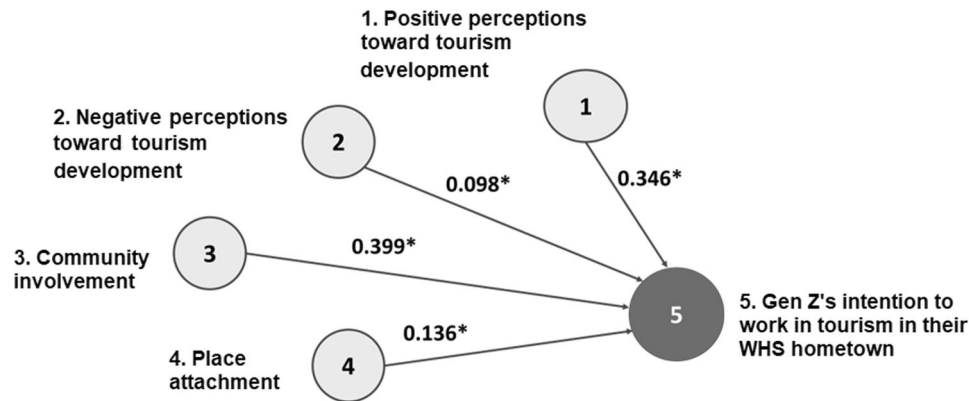 1. Positive perceptions
toward tourism
development
1
2. Negative perceptions
toward tourism
development
2
0.098*
0.346*
3. Community
involvement
3
0.399*
5
5. Gen Z's intention to
work in tourism in their
WHS hometown
4. Place
attachment
4
0.136*